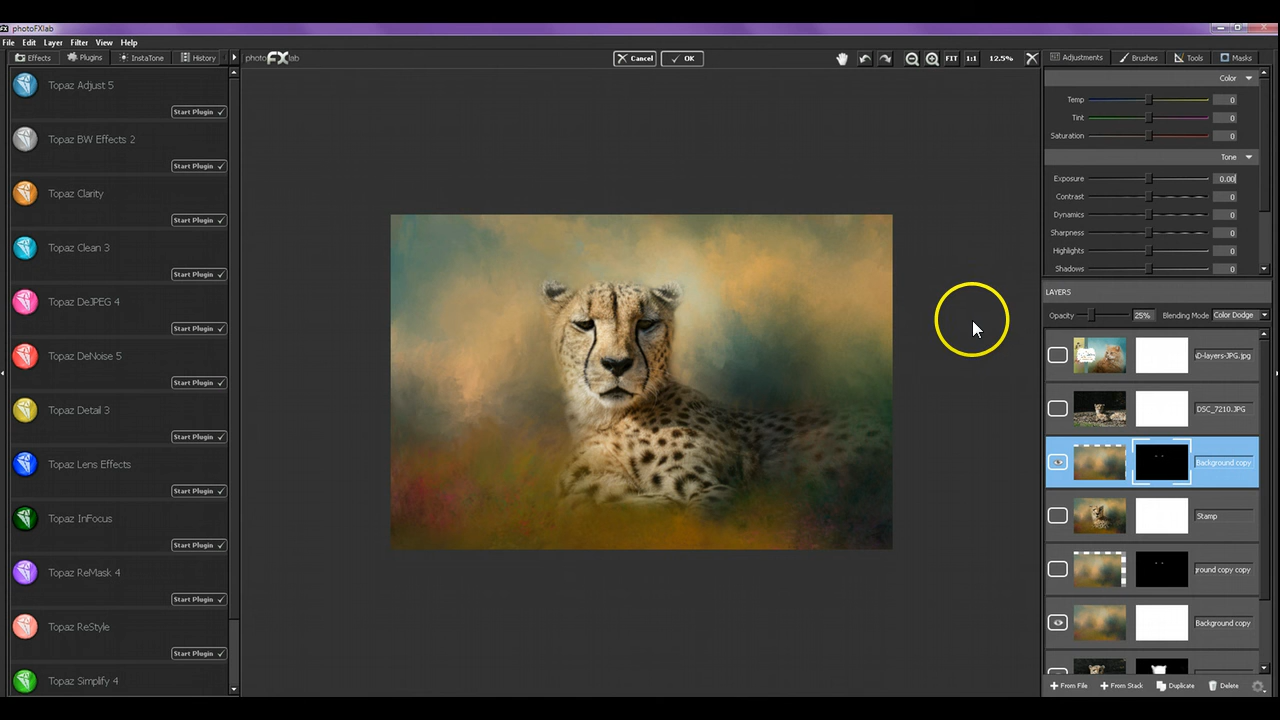 photoFXlab
File Edit Layer Filter View Help
Effects Plugins InstaTone History
photo FX lab
Cancel OK
FIT 1:1 12.5%
Adjustments Brushes Tools Masks
Topaz Adjust 5
Start Plugin
Topaz BW Effects 2
Start Plugin
Topaz Clarity
Start Plugin
Topaz Clean 3
Start Plugin
Topaz DeJPEG 4
Start Plugin
Topaz DeNoise 5
Start Plugin
Topaz Detail 3
Start Plugin
Topaz Lens Effects
Start Plugin
Topaz InFocus
Start Plugin
Topaz ReMask 4
Start Plugin
Topaz ReStyle
Start Plugin
Topaz Simplify 4
Color
Temp 0
Tint 0
Saturation 0
Tone
Exposure 0.00
Contrast 0
Dynamics 0
Sharpness 0
Highlights 0
Shadows 0
LAYERS
Opacity 25% Blending Mode Color Dodge
D-layers-JPG.jpg
DSC_7210.JPG
Background copy
Stamp
round copy copy
Background copy
From File From Stack Duplicate Delete